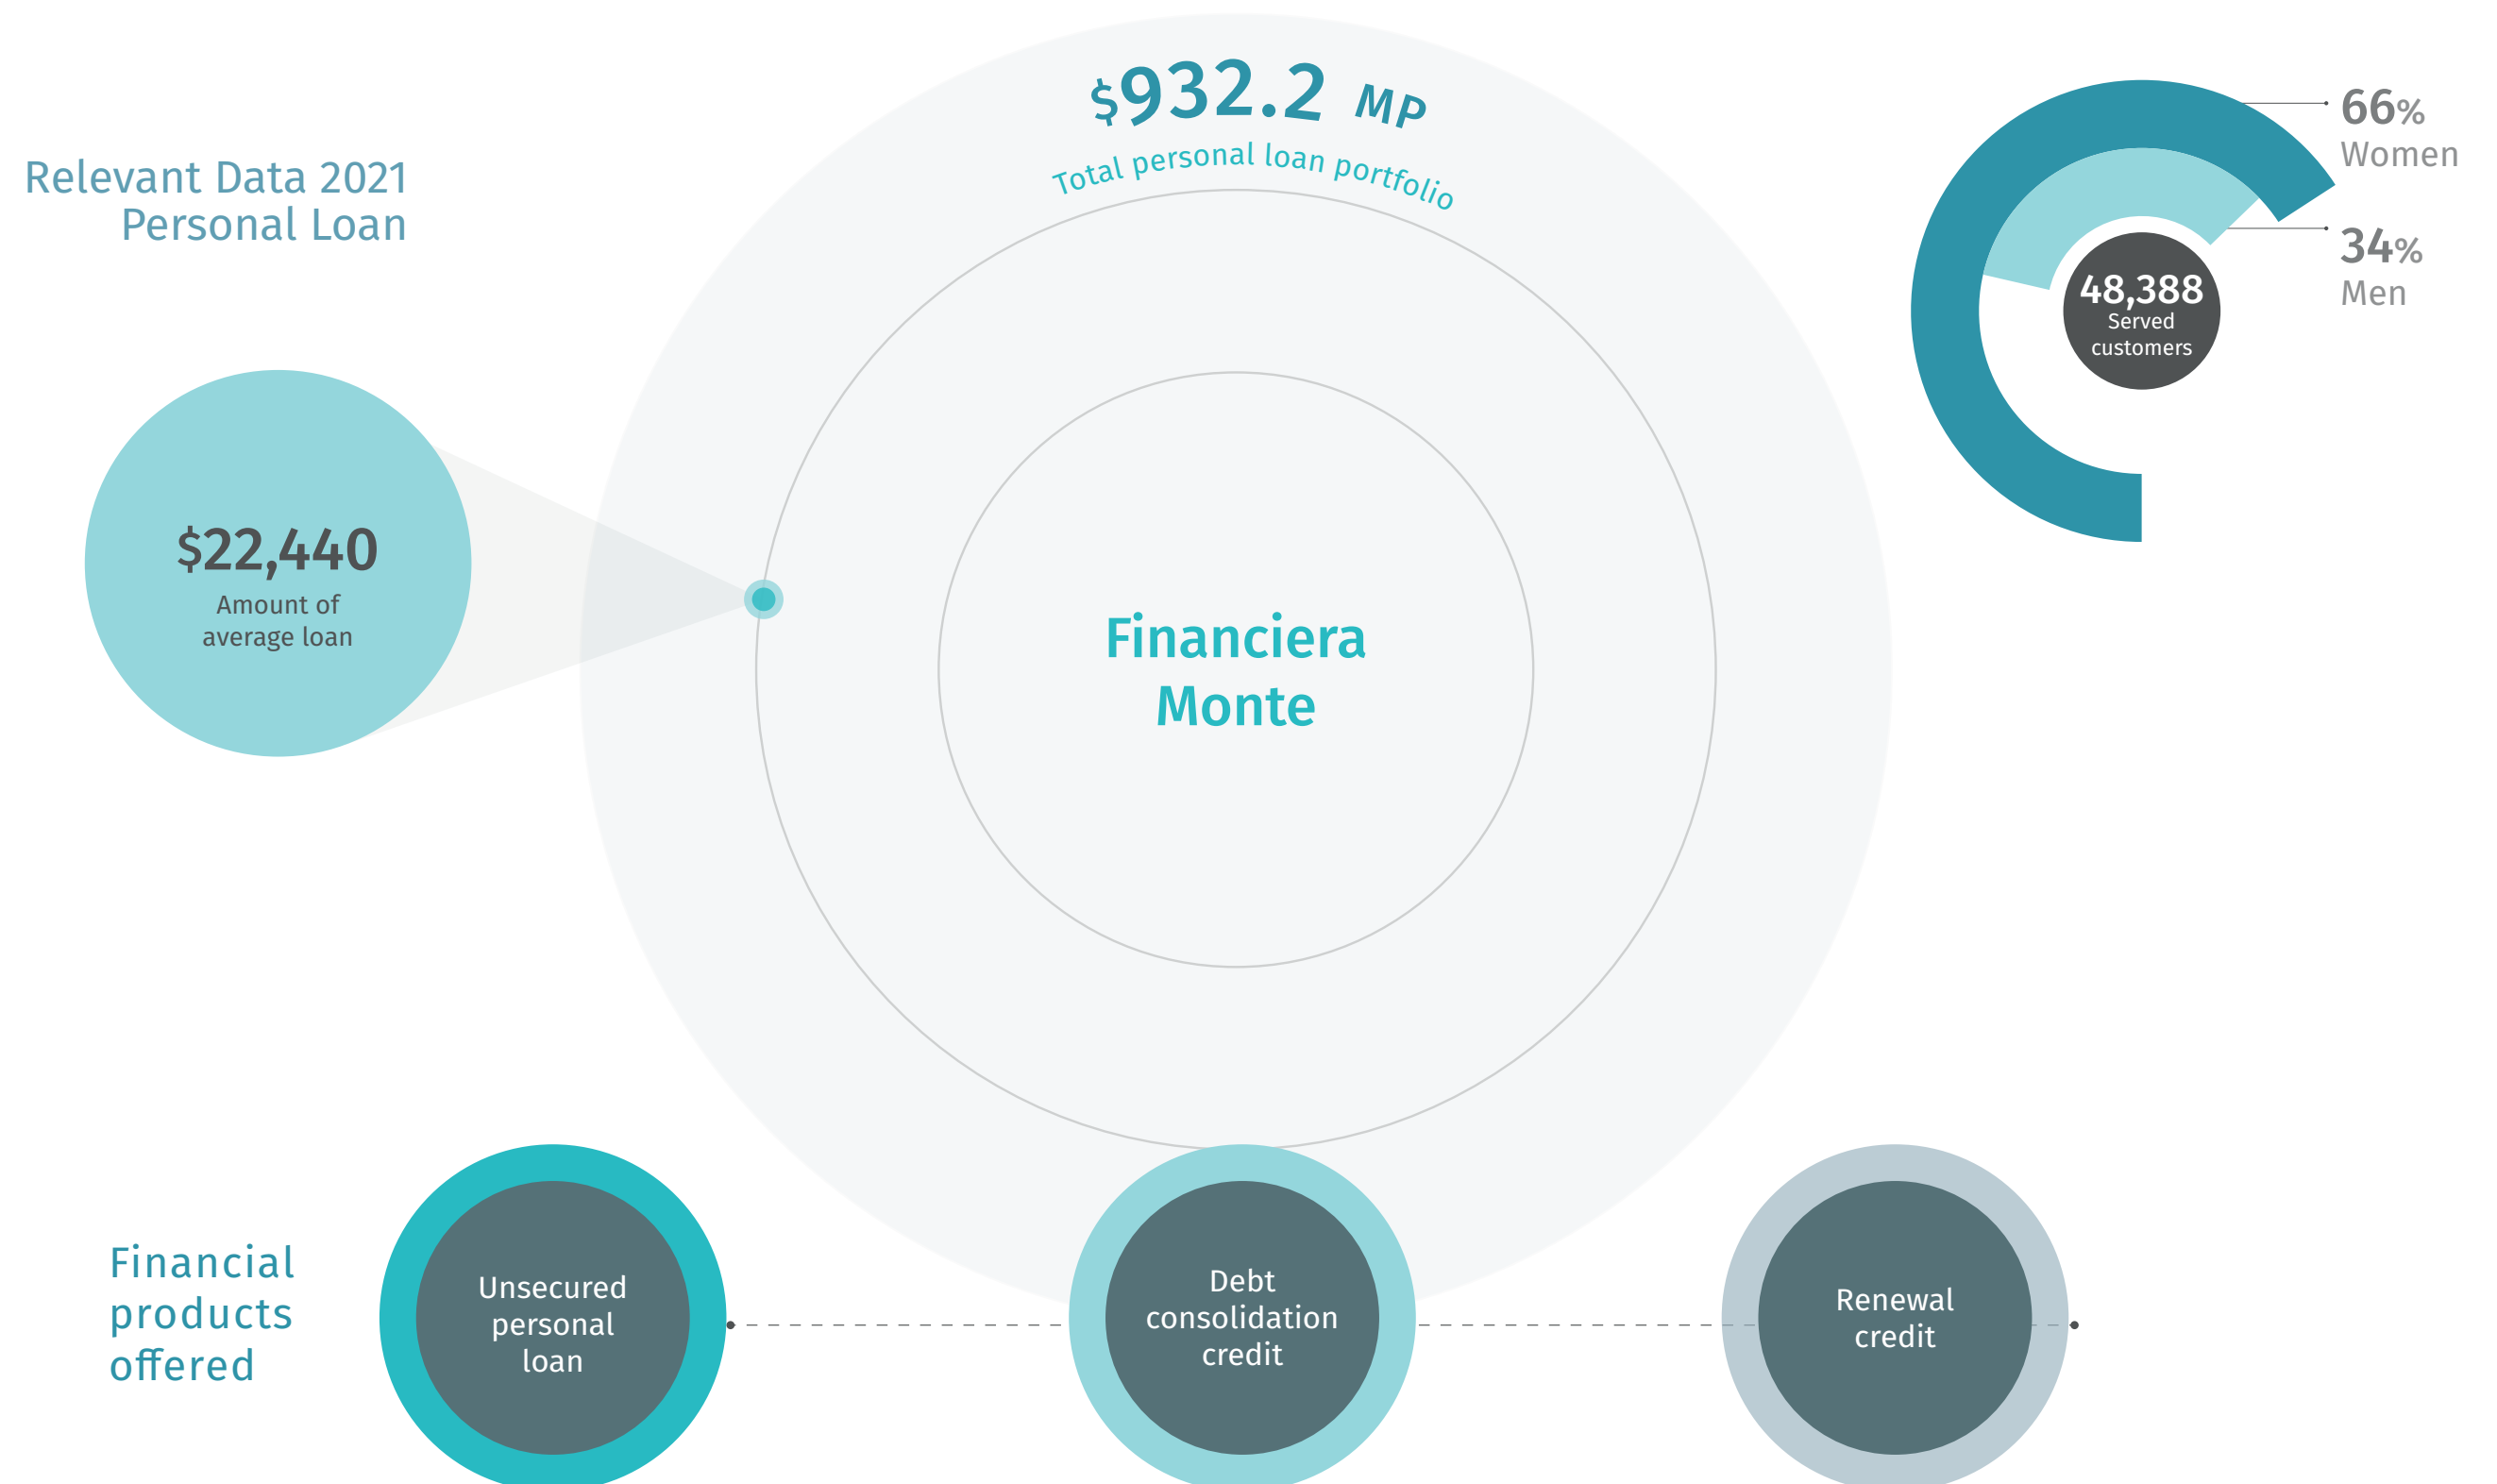 Relevant Data 2021
Personal Loan
$932.2 MP
Total personal loan portfolio
66%
Women
34%
Men
48,388
Served
customers
$22,440
Amount of
average loan
Financiera
Monte
Financial
products
offered
Unsecured
personal
loan
Debt
consolidation
credit
Renewal
credit